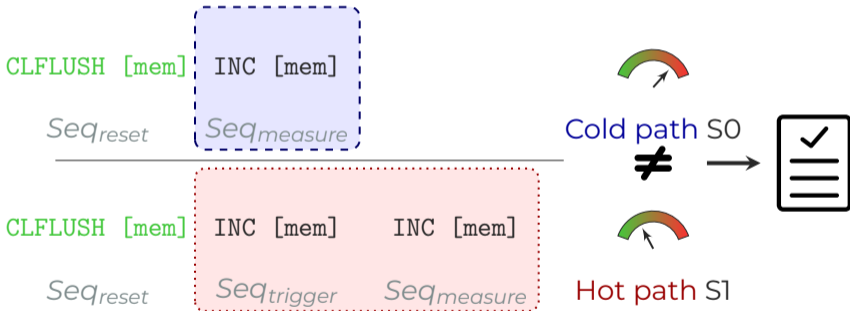 CLFLUSH [mem] INC [mem]
Seqreset Seqmeasure
Cold path S0
≠
CLFLUSH [mem] INC [mem] INC [mem]
Seqreset Seqtrigger Seqmeasure
Hot path S1